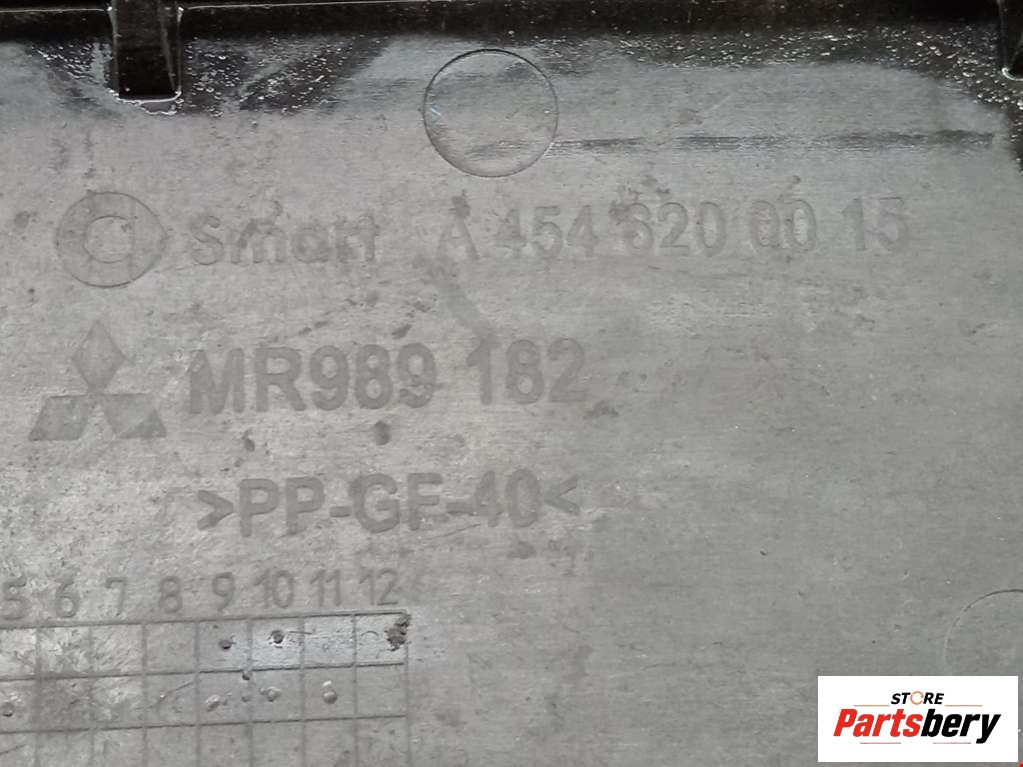 smart A 454 620 00 15
MR989 182
>PP-GF-40<
5 6 7 8 9 10 11 12
STORE
Partsbery